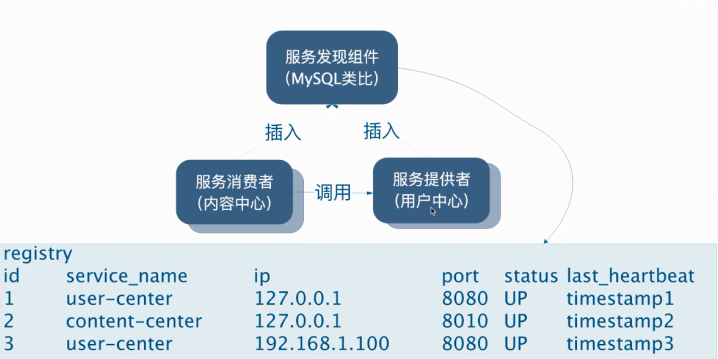 服务发现组件
(MySQL类比)
插入
插入
服务消费者
(内容中心)
调用
服务提供者
(用户中心)
registry
id service_name ip port status last_heartbeat
1 user-center 127.0.0.1 8080 UP timestamp1
2 content-center 127.0.0.1 8010 UP timestamp2
3 user-center 192.168.1.100 8080 UP timestamp3